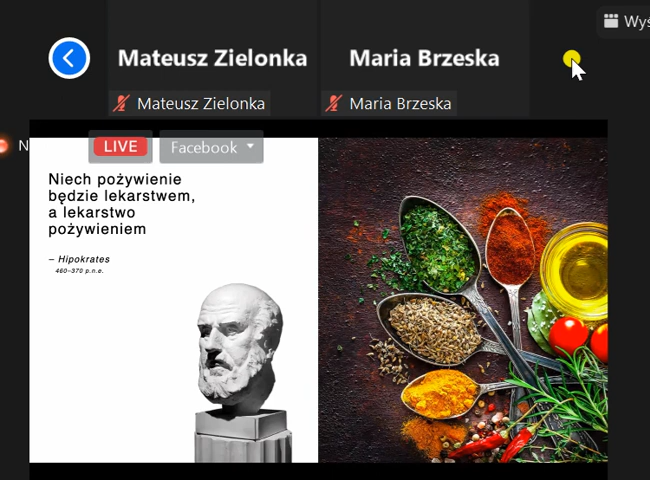 Mateusz Zielonka
Maria Brzeska
Wyś
Mateusz Zielonka
Maria Brzeska
N
LIVE
Facebook
Niech pożywienie
będzie lekarstwem,
a lekarstwo
pożywieniem
– Hipokrates
460–370 p.n.e.